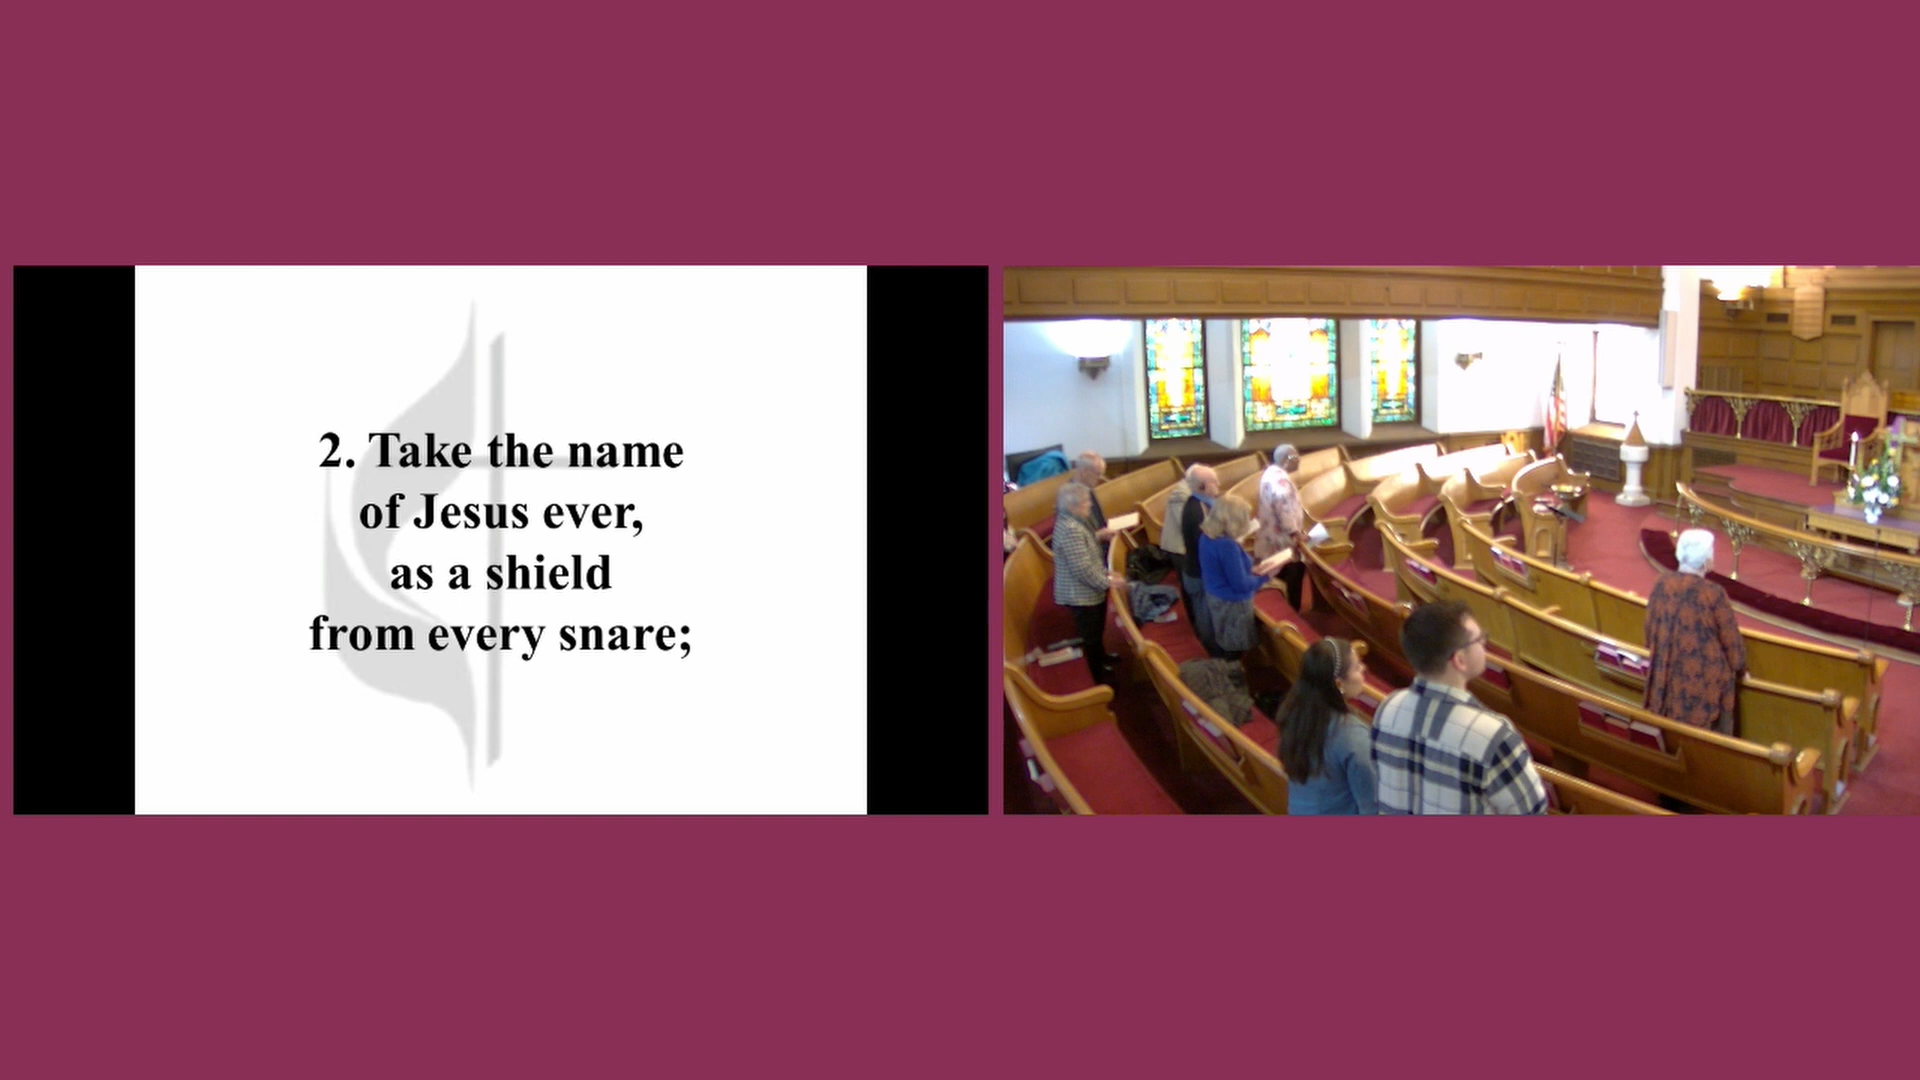 2. Take the name
of Jesus ever,
as a shield
from every snare;